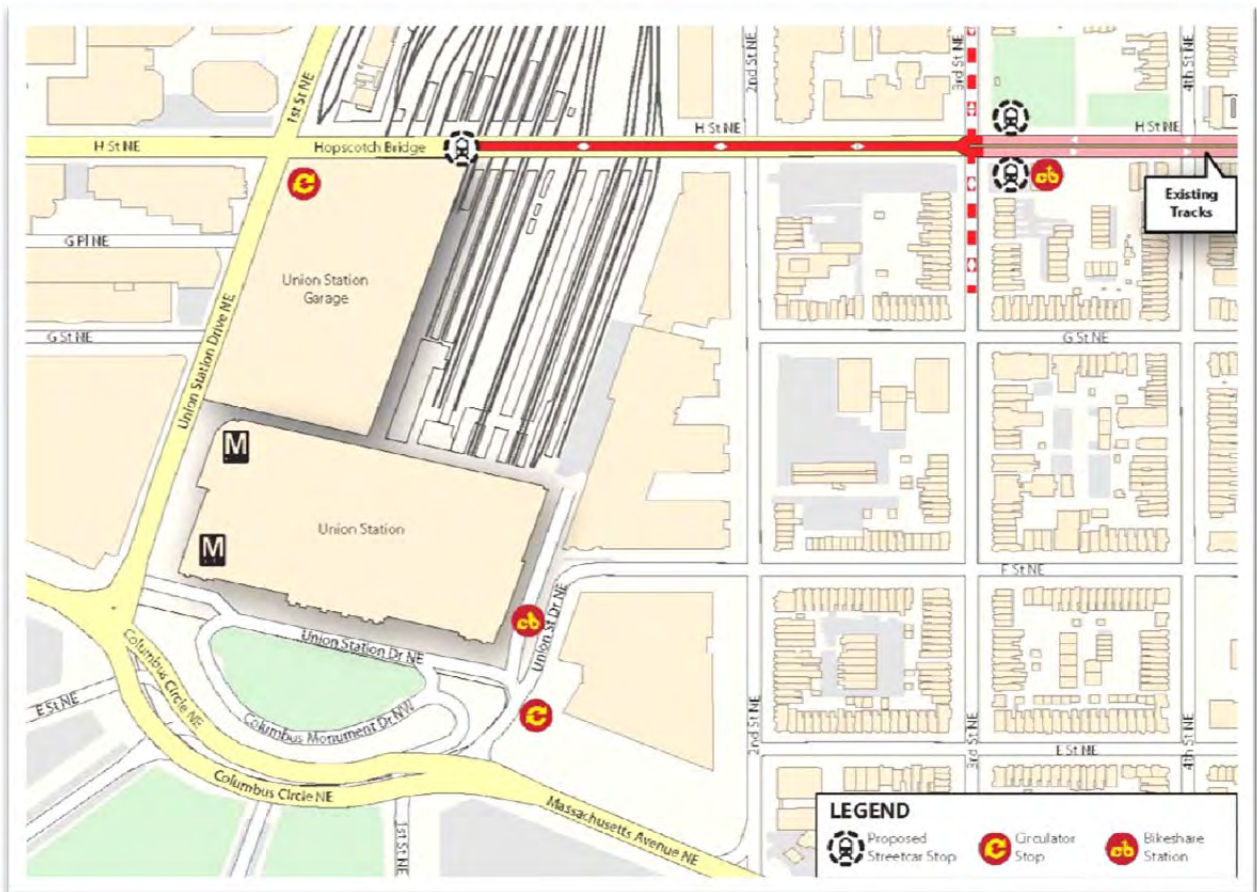 1st St NE
2nd St NE
3rd St NE
4th St NE
H St NE
Hopscotch Bridge
H St NE
H St NE
Existing
Tracks
G Pl NE
Union Station
Garage
G St NE
G St NE
Union Station Drive NE
M
M
Union Station
F St NE
Union St Dr NE
Union Station Dr NE
Columbus Circle NE
E St NE
Columbus Monument Dr NW
2nd St NE
3rd St NE
4th St NE
E St NE
Columbus Circle NE
Massachusetts Avenue NE
1st St NE
LEGEND
Proposed
Streetcar Stop
Circulator
Stop
Bikeshare
Station